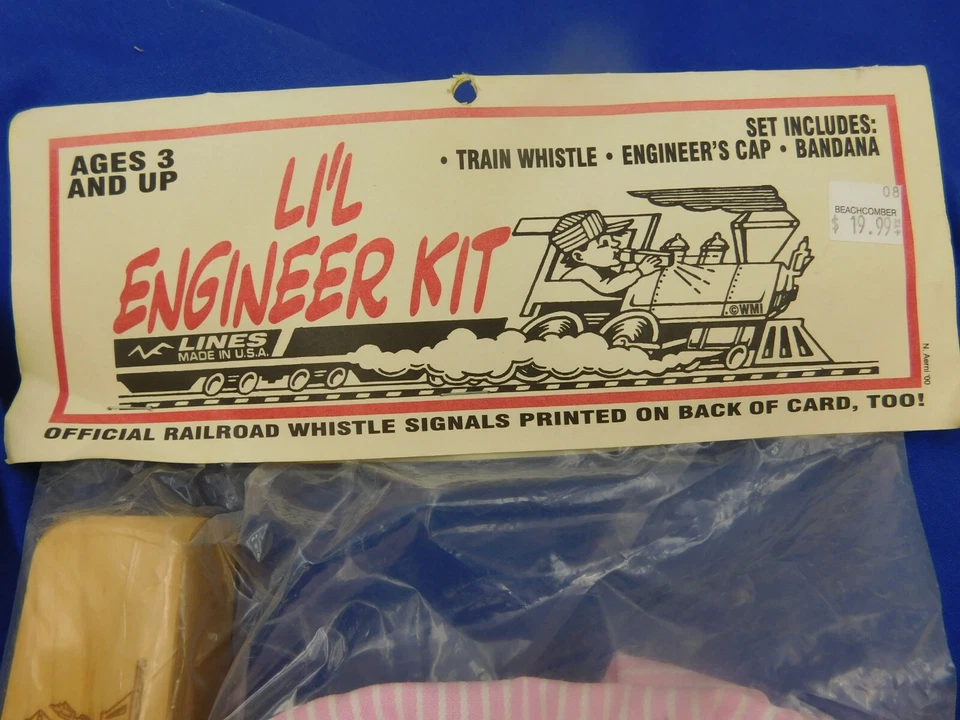 AGES 3
AND UP
SET INCLUDES:
• TRAIN WHISTLE • ENGINEER'S CAP • BANDANA
LI'L
ENGINEER KIT
08
BEACHCOMBER
$ 19.99
©WMI
LINES
MADE IN U.S.A.
N. Aemi '00
OFFICIAL RAILROAD WHISTLE SIGNALS PRINTED ON BACK OF CARD, TOO!